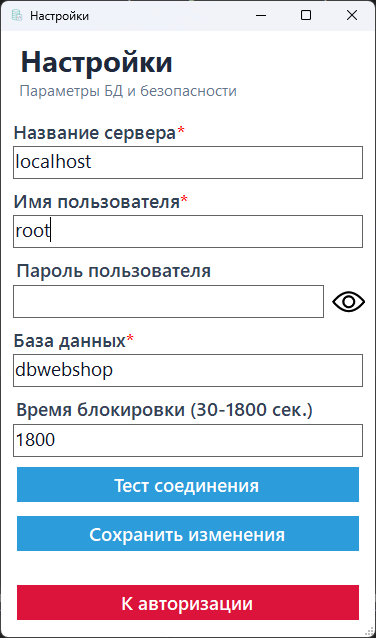 Настройки
Настройки
Параметры БД и безопасности
Название сервера*
localhost
Имя пользователя*
root
Пароль пользователя
База данных*
dbwebshop
Время блокировки (30-1800 сек.)
1800
Тест соединения
Сохранить изменения
К авторизации